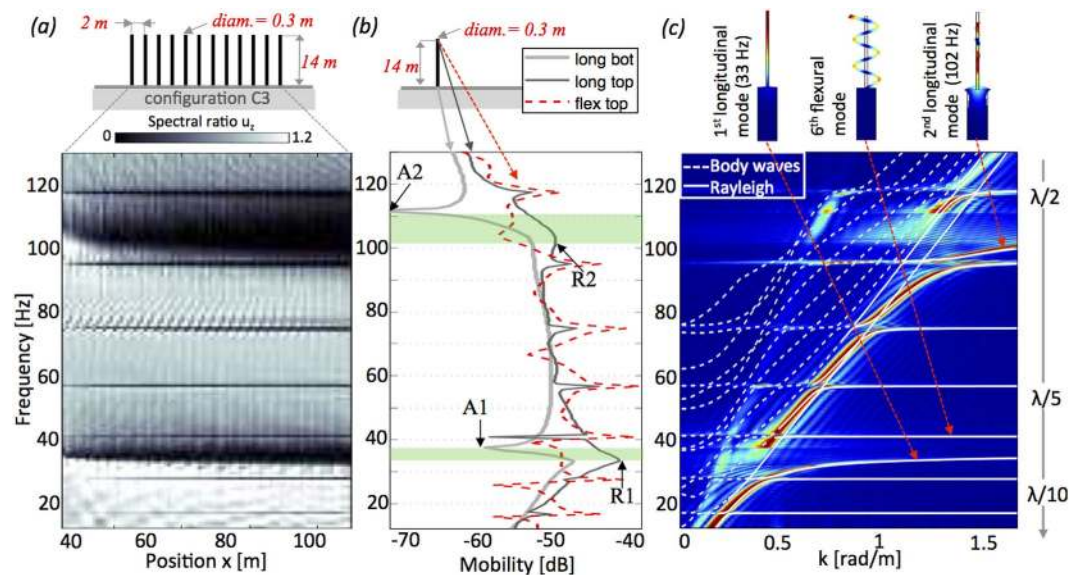 (a)
2 m
diam.= 0.3 m
14 m
configuration C3
Spectral ratio u_z
0
1.2
Frequency [Hz]
120
100
80
60
40
20
40
60
80
100
Position x [m]
(b)
diam.= 0.3 m
14 m
long bot
long top
flex top
A2
R2
A1
R1
120
100
80
60
40
20
-70
-60
-50
-40
Mobility [dB]
(c)
1st longitudinal
mode (33 Hz)
6th flexural
mode
2nd longitudinal
mode (102 Hz)
Body waves
Rayleigh
120
100
80
60
40
20
0
0.5
1
1.5
k [rad/m]
λ/2
λ/5
λ/10